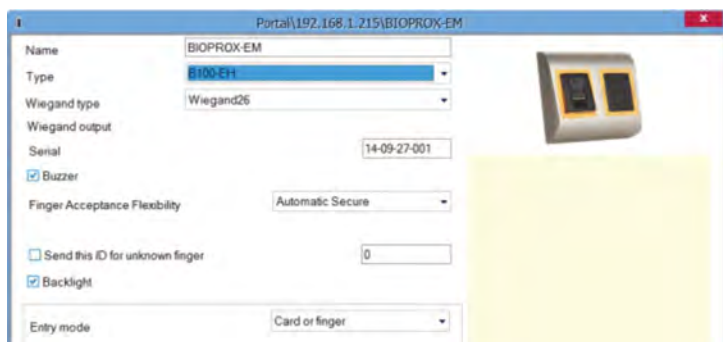 Portal\192.168.1.215\BIOPROX-EM
x
Name BIOPROX-EM
Type B100-EH
Wiegand type Wiegand26
Wiegand output
Serial 14-09-27-001
Buzzer
Finger Acceptance Flexibility Automatic Secure
Send this ID for unknown finger 0
Backlight
Entry mode Card or finger